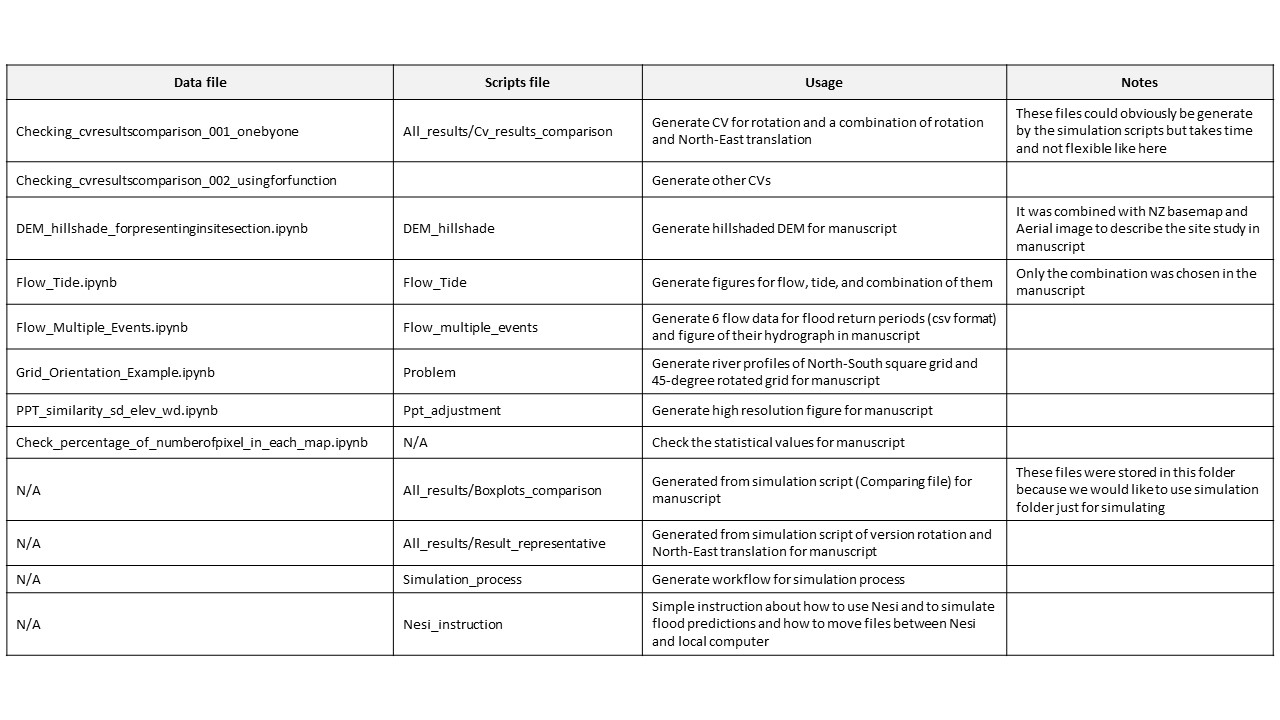 Data file
Scripts file
Usage
Notes
Checking_cvresultscomparison_001_onebyone
All_results/Cv_results_comparison
Generate CV for rotation and a combination of rotation
and North-East translation
These files could obviously be generate
by the simulation scripts but takes time
and not flexible like here
Checking_cvresultscomparison_002_usingforfunction
Generate other CVs
DEM_hillshade_forpresentinginsitesection.ipynb
DEM_hillshade
Generate hillshaded DEM for manuscript
It was combined with NZ basemap and
Aerial image to describe the site study in
manuscript
Flow_Tide.ipynb
Flow_Tide
Generate figures for flow, tide, and combination of them
Only the combination was chosen in the
manuscript
Flow_Multiple_Events.ipynb
Flow_multiple_events
Generate 6 flow data for flood return periods (csv format)
and figure of their hydrograph in manuscript
Grid_Orientation_Example.ipynb
Problem
Generate river profiles of North-South square grid and
45-degree rotated grid for manuscript
PPT_similarity_sd_elev_wd.ipynb
Ppt_adjustment
Generate high resolution figure for manuscript
Check_percentage_of_numberofpixel_in_each_map.ipynb
N/A
Check the statistical values for manuscript
N/A
All_results/Boxplots_comparison
Generated from simulation script (Comparing file) for
manuscript
These files were stored in this folder
because we would like to use simulation
folder just for simulating
N/A
All_results/Result_representative
Generated from simulation script of version rotation and
North-East translation for manuscript
N/A
Simulation_process
Generate workflow for simulation process
N/A
Nesi_instruction
Simple instruction about how to use Nesi and to simulate
flood predictions and how to move files between Nesi
and local computer